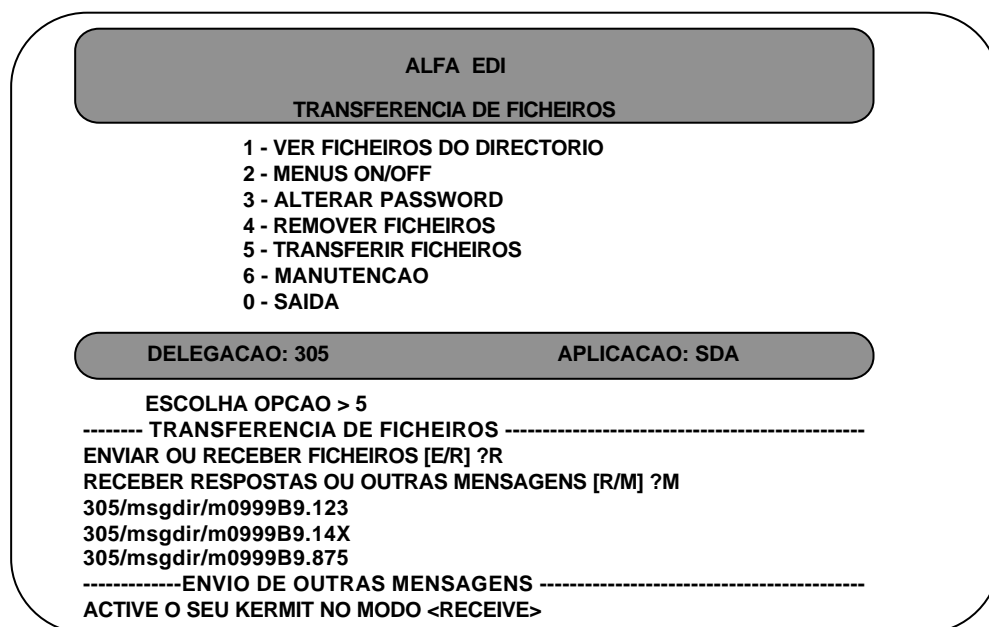 ALFA EDI
TRANSFERENCIA DE FICHEIROS
1 - VER FICHEIROS DO DIRECTORIO
2 - MENUS ON/OFF
3 - ALTERAR PASSWORD
4 - REMOVER FICHEIROS
5 - TRANSFERIR FICHEIROS
6 - MANUTENCAO
0 - SAIDA
DELEGACAO: 305 APLICACAO: SDA
ESCOLHA OPCAO > 5
-------- TRANSFERENCIA DE FICHEIROS ------------------------------------------------
ENVIAR OU RECEBER FICHEIROS [E/R] ?R
RECEBER RESPOSTAS OU OUTRAS MENSAGENS [R/M] ?M
305/msgdir/m0999B9.123
305/msgdir/m0999B9.14X
305/msgdir/m0999B9.875
-------------ENVIO DE OUTRAS MENSAGENS -------------------------------------------
ACTIVE O SEU KERMIT NO MODO <RECEIVE>